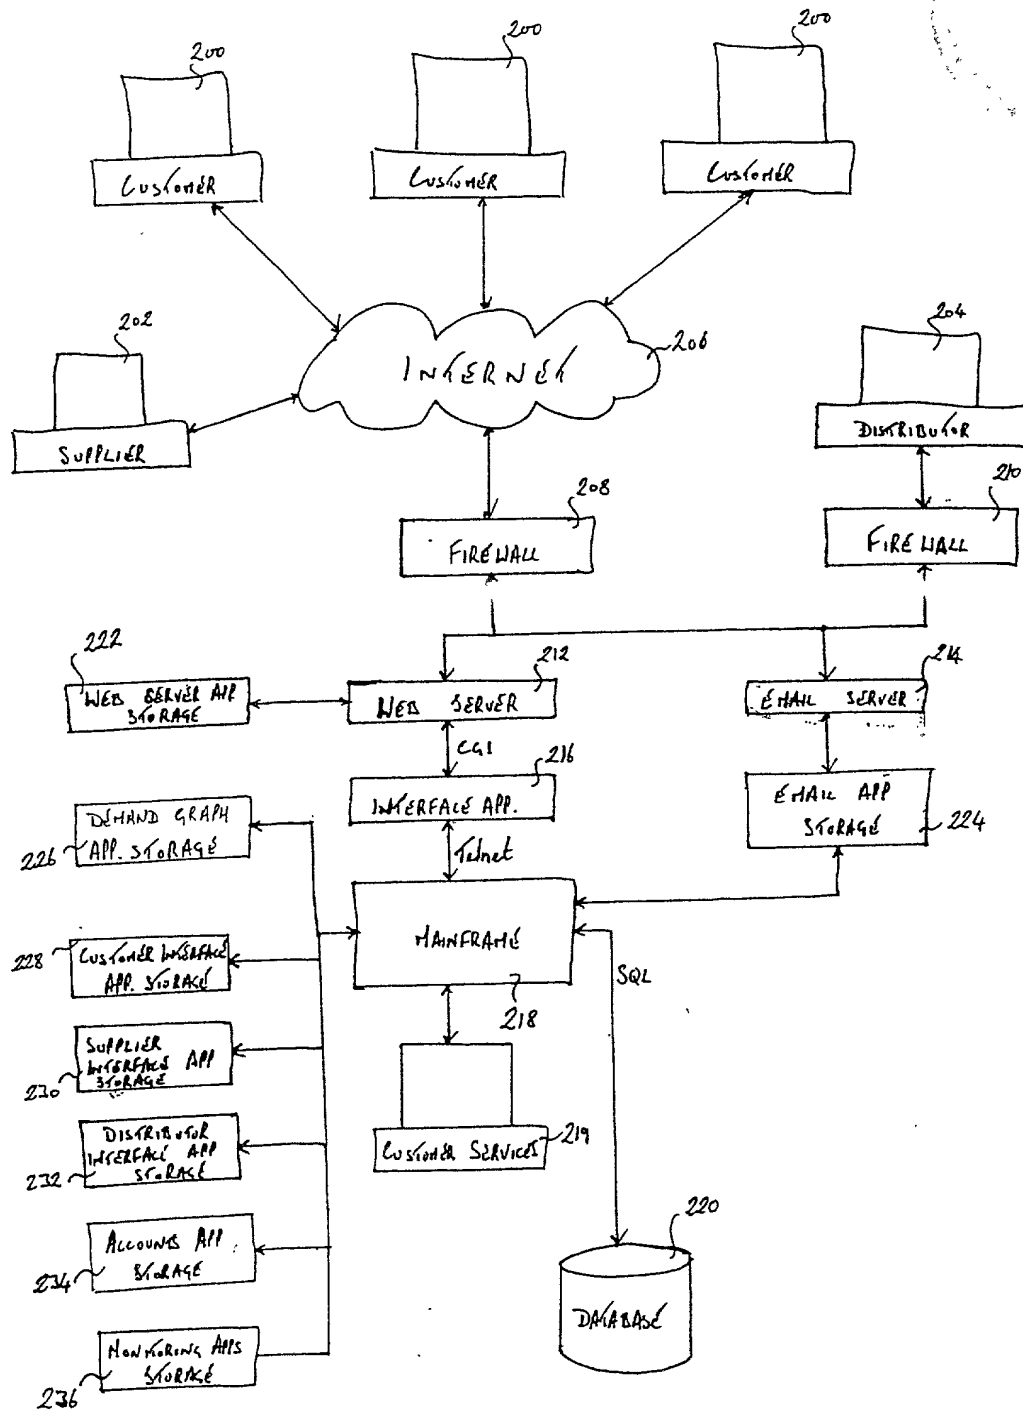 200
200
200
CUSTOMER
CUSTOMER
CUSTOMER
202
204
INTERNET
206
SUPPLIER
DISTRIBUTOR
208
210
FIREWALL
FIREWALL
222
212
214
WEB SERVER APP
STORAGE
WEB SERVER
EMAIL SERVER
CGI
216
INTERFACE APP.
EMAIL APP
STORAGE
224
DEMAND GRAPH
APP. STORAGE
226
Telnet
MAINFRAME
218
SQL
228
CUSTOMER INTERFACE
APP. STORAGE
SUPPLIER
INTERFACE APP
STORAGE
230
CUSTOMER SERVICES
219
DISTRIBUTOR
INTERFACE APP
STORAGE
232
220
DATABASE
ACCOUNTS APP
STORAGE
234
MONITORING APPS
STORAGE
236